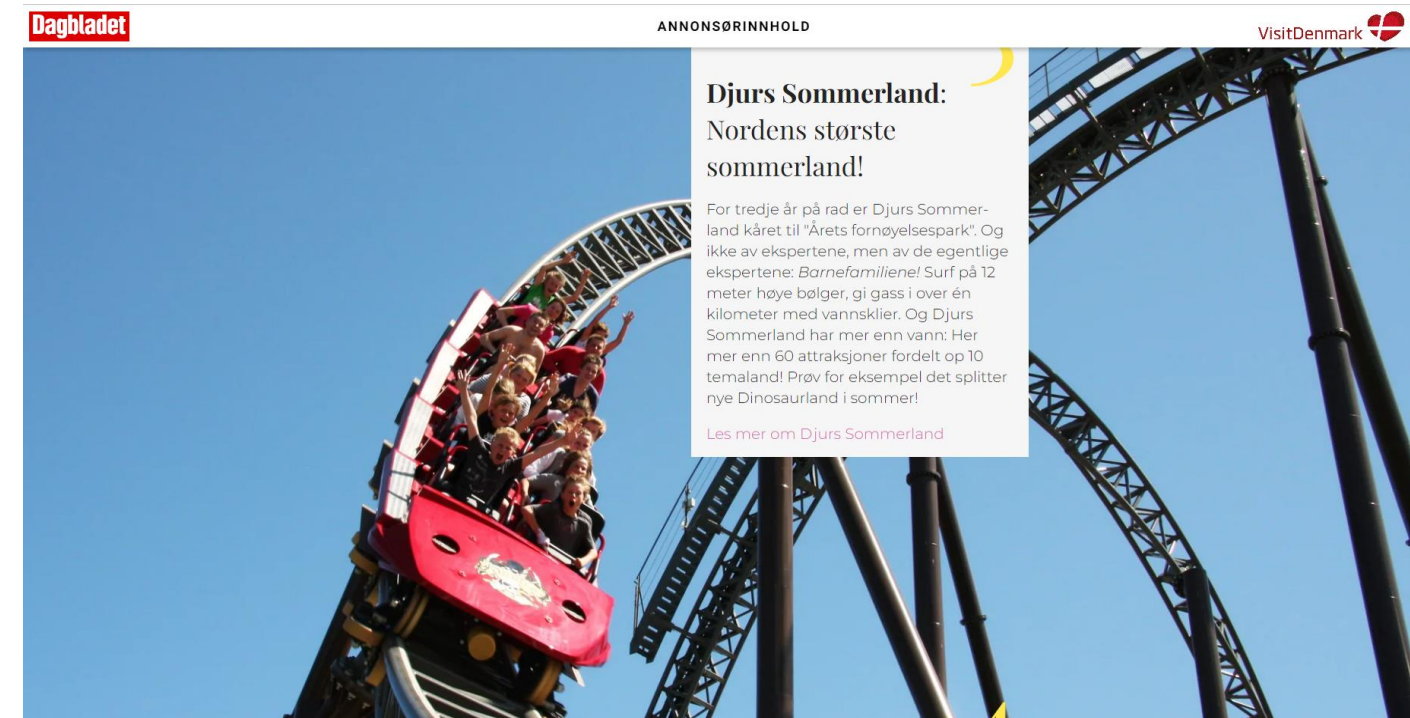 Dagbladet
ANNONSØRINNHOLD
VisitDenmark
Djurs Sommerland:
Nordens største
sommerland!
For tredje år på rad er Djurs Sommer-
land kåret til "Årets fornøyelsespark". Og
ikke av ekspertene, men av de egentlige
ekspertene: Barnefamiliene! Surf på 12
meter høye bølger, gi gass i over én
kilometer med vannsklier. Og Djurs
Sommerland har mer enn vann: Her
mer enn 60 attraksjoner fordelt op 10
temaland! Prøv for eksempel det splitter
nye Dinosaurland i sommer!
Les mer om Djurs Sommerland